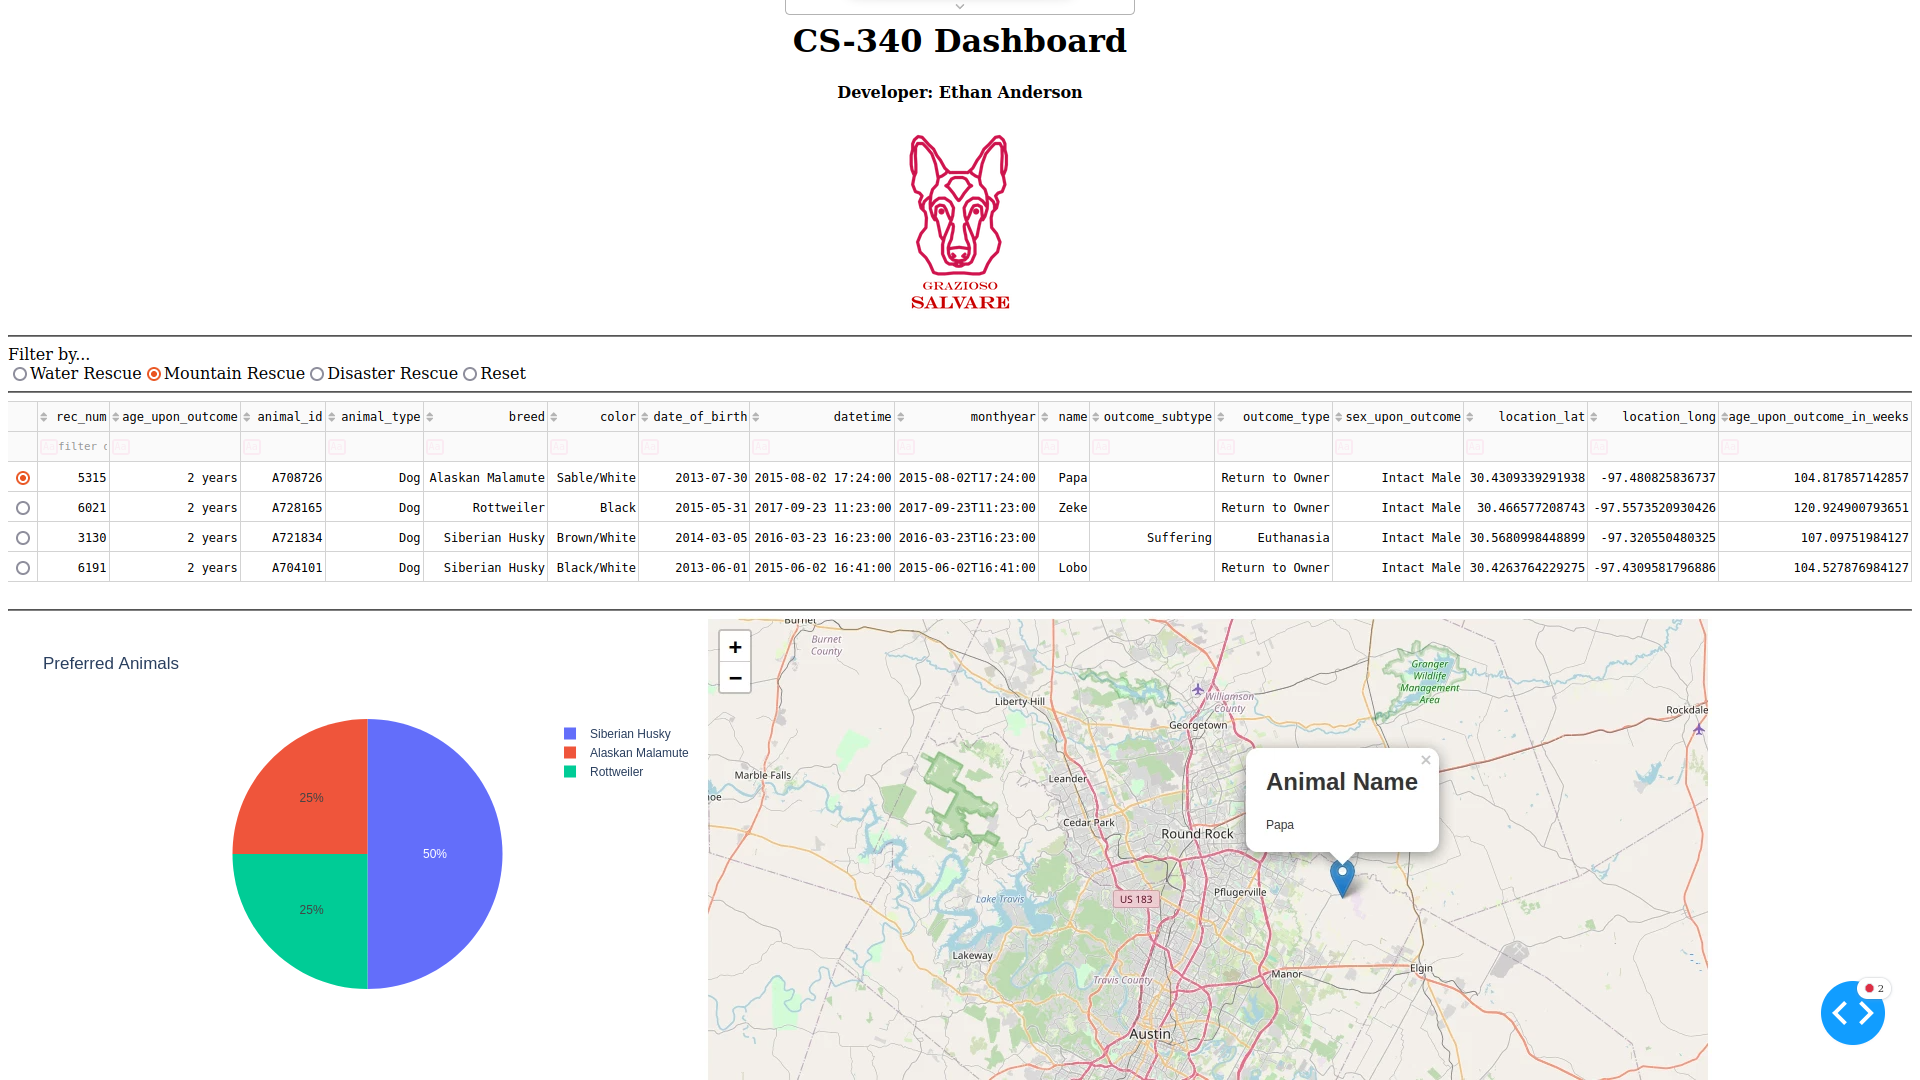 CS-340 Dashboard
Developer: Ethan Anderson
GRAZIOSO
SALVARE
Filter by...
Water Rescue Mountain Rescue Disaster Rescue Reset
rec_num age_upon_outcome animal_id animal_type breed color date_of_birth datetime monthyear name outcome_subtype outcome_type sex_upon_outcome location_lat location_long age_upon_outcome_in_weeks
filter
5315 2 years A708726 Dog Alaskan Malamute Sable/White 2013-07-30 2015-08-02 17:24:00 2015-08-02T17:24:00 Papa Return to Owner Intact Male 30.4309339291938 -97.480825836737 104.817857142857
6021 2 years A728165 Dog Rottweiler Black 2015-05-31 2017-09-23 11:23:00 2017-09-23T11:23:00 Zeke Return to Owner Intact Male 30.466577208743 -97.5573520930426 120.924900793651
3130 2 years A721834 Dog Siberian Husky Brown/White 2014-03-05 2016-03-23 16:23:00 2016-03-23T16:23:00 Suffering Euthanasia Intact Male 30.5680998448899 -97.320550480325 107.09751984127
6191 2 years A704101 Dog Siberian Husky Black/White 2013-06-01 2015-06-02 16:41:00 2015-06-02T16:41:00 Lobo Return to Owner Intact Male 30.4263764229275 -97.4309581796886 104.527876984127
Preferred Animals
Siberian Husky
Alaskan Malamute
Rottweiler
25%
50%
25%
+
−
Burnet
Burnet
County
Granger
Wildlife
Management
Area
Liberty Hill
Williamson
County
Georgetown
Rockdale
Marble Falls
Leander
oe
Cedar Park
Round Rock
Animal Name
×
Papa
Pflugerville
Lake Travis
US 183
Lakeway
Travis County
Manor
Elgin
Austin
2